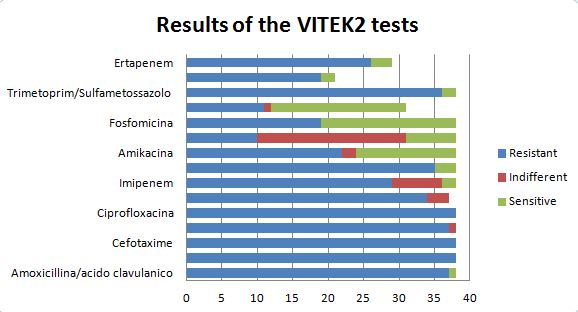 Results of the VITEK2 tests
Ertapenem
Trimetoprim/Sulfametossazolo
Fosfomicina
Amikacina
Imipenem
Ciprofloxacina
Cefotaxime
Amoxicillina/acido clavulanico
0 5 10 15 20 25 30 35 40
Resistant
Indifferent
Sensitive